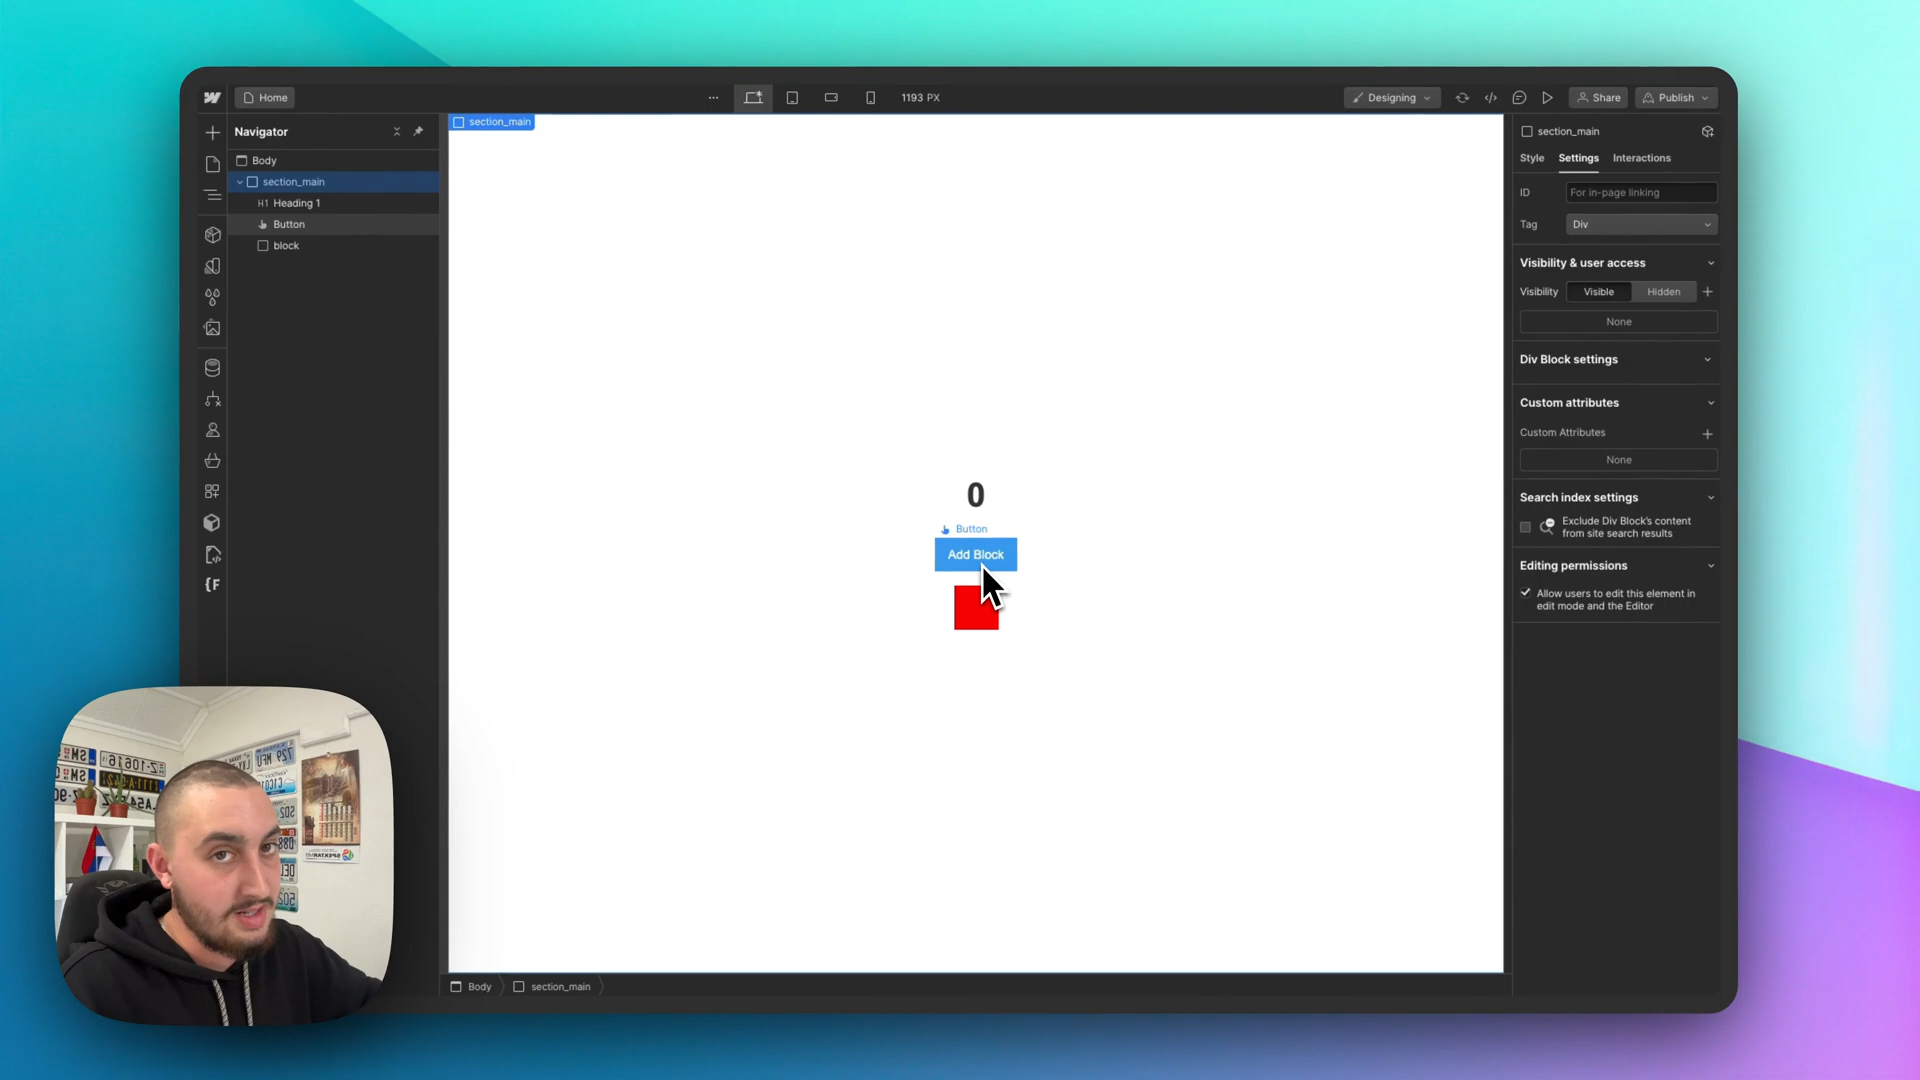 Home
1193 PX
Designing
Share
Publish
Navigator
Body
section_main
H1 Heading 1
Button
block
section_main
0
Button
Add Block
section_main
Style Settings Interactions
ID For in-page linking
Tag Div
Visibility & user access
Visibility Visible Hidden
None
Div Block settings
Custom attributes
Custom Attributes
None
Search index settings
Exclude Div Block's content
from site search results
Editing permissions
Allow users to edit this element in
edit mode and the Editor
Body section_main